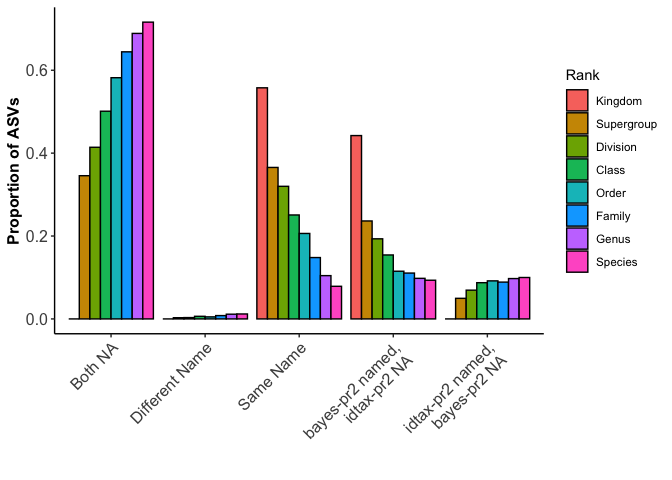 Proportion of ASVs
0.6
0.4
0.2
0.0
Both NA
Different Name
Same Name
bayes-pr2 named,
idtax-pr2 NA
idtax-pr2 named,
bayes-pr2 NA
Rank
Kingdom
Supergroup
Division
Class
Order
Family
Genus
Species